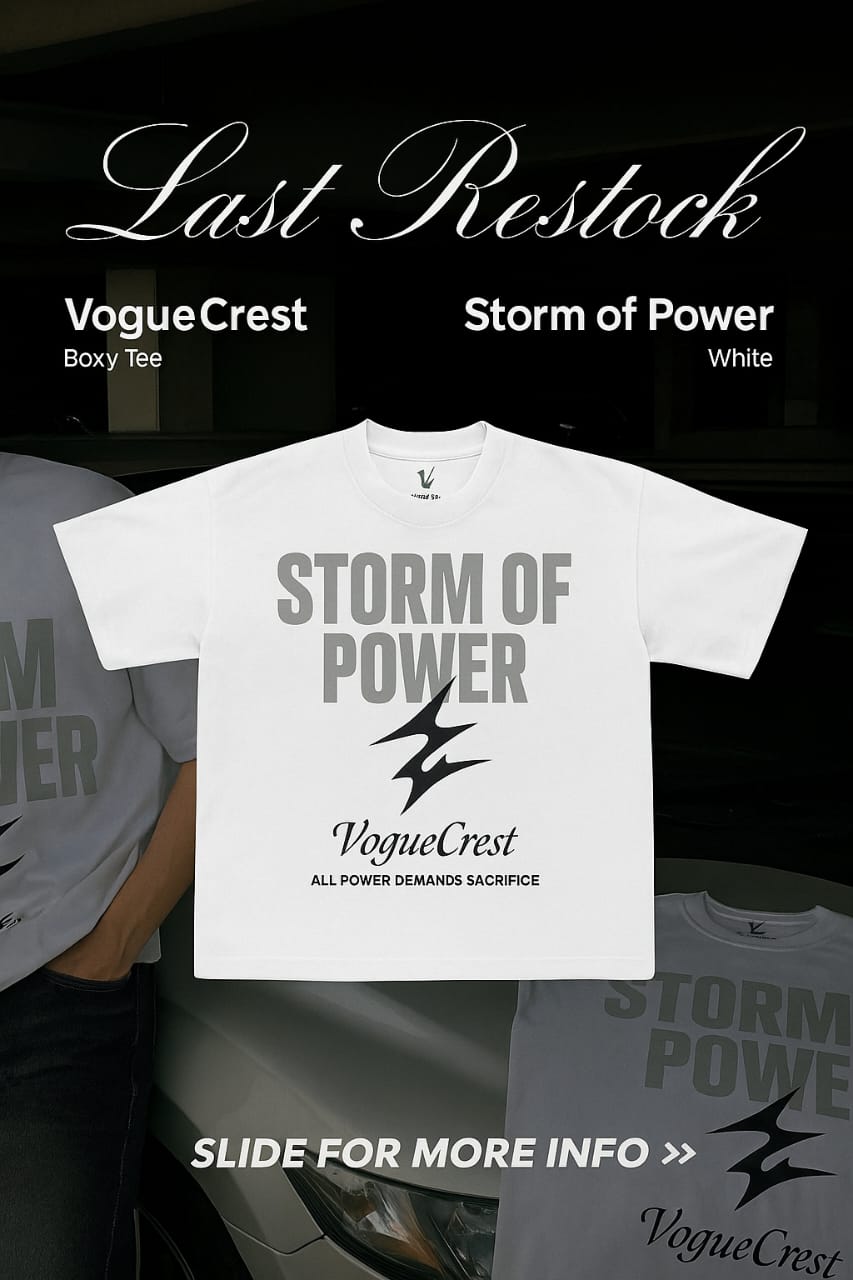 Last Restock
VogueCrest
Storm of Power
Boxy Tee
White
STORM OF
POWER
VogueCrest
ALL POWER DEMANDS SACRIFICE
M
WER
STORM
POWE
VogueCrest
SLIDE FOR MORE INFO >>